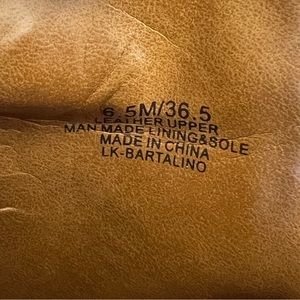 6.5M/36.5
LEATHER UPPER
MAN MADE LINING&SOLE
MADE IN CHINA
LK-BARTALINO